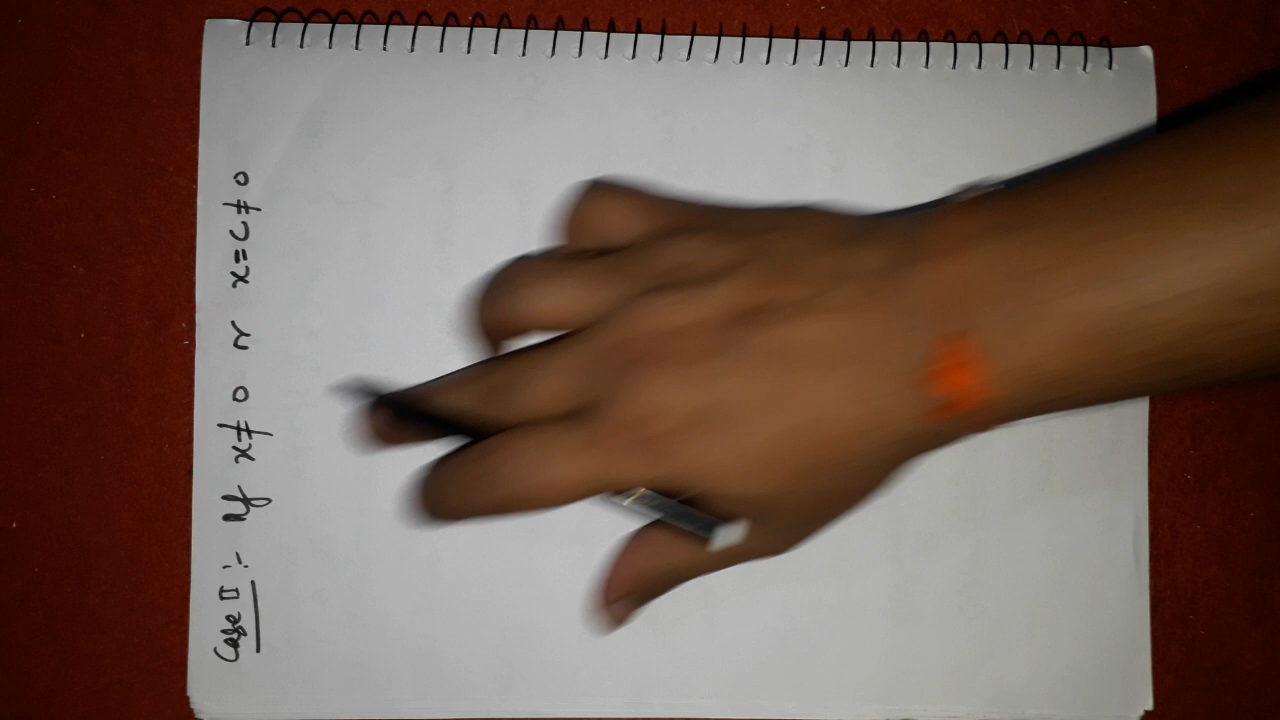 Case II :- If x ≠ 0 or x = c ≠ 0